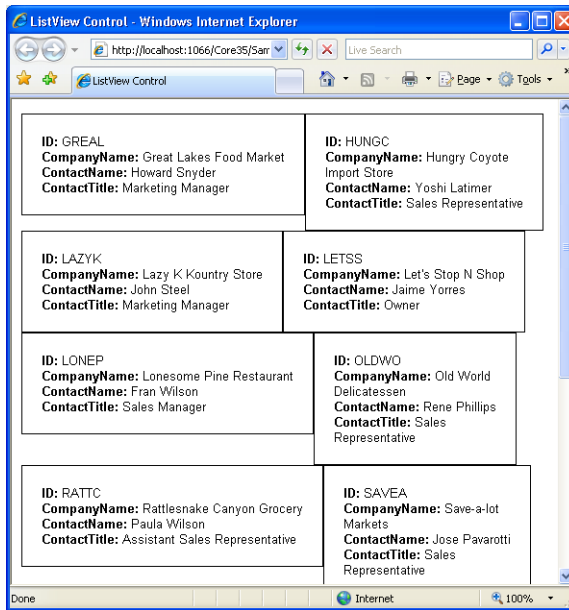 ListView Control - Windows Internet Explorer
http://localhost:1066/Core35/Sam
Live Search
ListView Control
Page
Tools
ID: GREAL
CompanyName: Great Lakes Food Market
ContactName: Howard Snyder
ContactTitle: Marketing Manager
ID: HUNGC
CompanyName: Hungry Coyote
Import Store
ContactName: Yoshi Latimer
ContactTitle: Sales Representative
ID: LAZYK
CompanyName: Lazy K Kountry Store
ContactName: John Steel
ContactTitle: Marketing Manager
ID: LETSS
CompanyName: Let's Stop N Shop
ContactName: Jaime Yorres
ContactTitle: Owner
ID: LONEP
CompanyName: Lonesome Pine Restaurant
ContactName: Fran Wilson
ContactTitle: Sales Manager
ID: OLDWO
CompanyName: Old World
Delicatessen
ContactName: Rene Phillips
ContactTitle: Sales
Representative
ID: RATTC
CompanyName: Rattlesnake Canyon Grocery
ContactName: Paula Wilson
ContactTitle: Assistant Sales Representative
ID: SAVEA
CompanyName: Save-a-lot
Markets
ContactName: Jose Pavarotti
ContactTitle: Sales
Representative
Done
Internet
100%